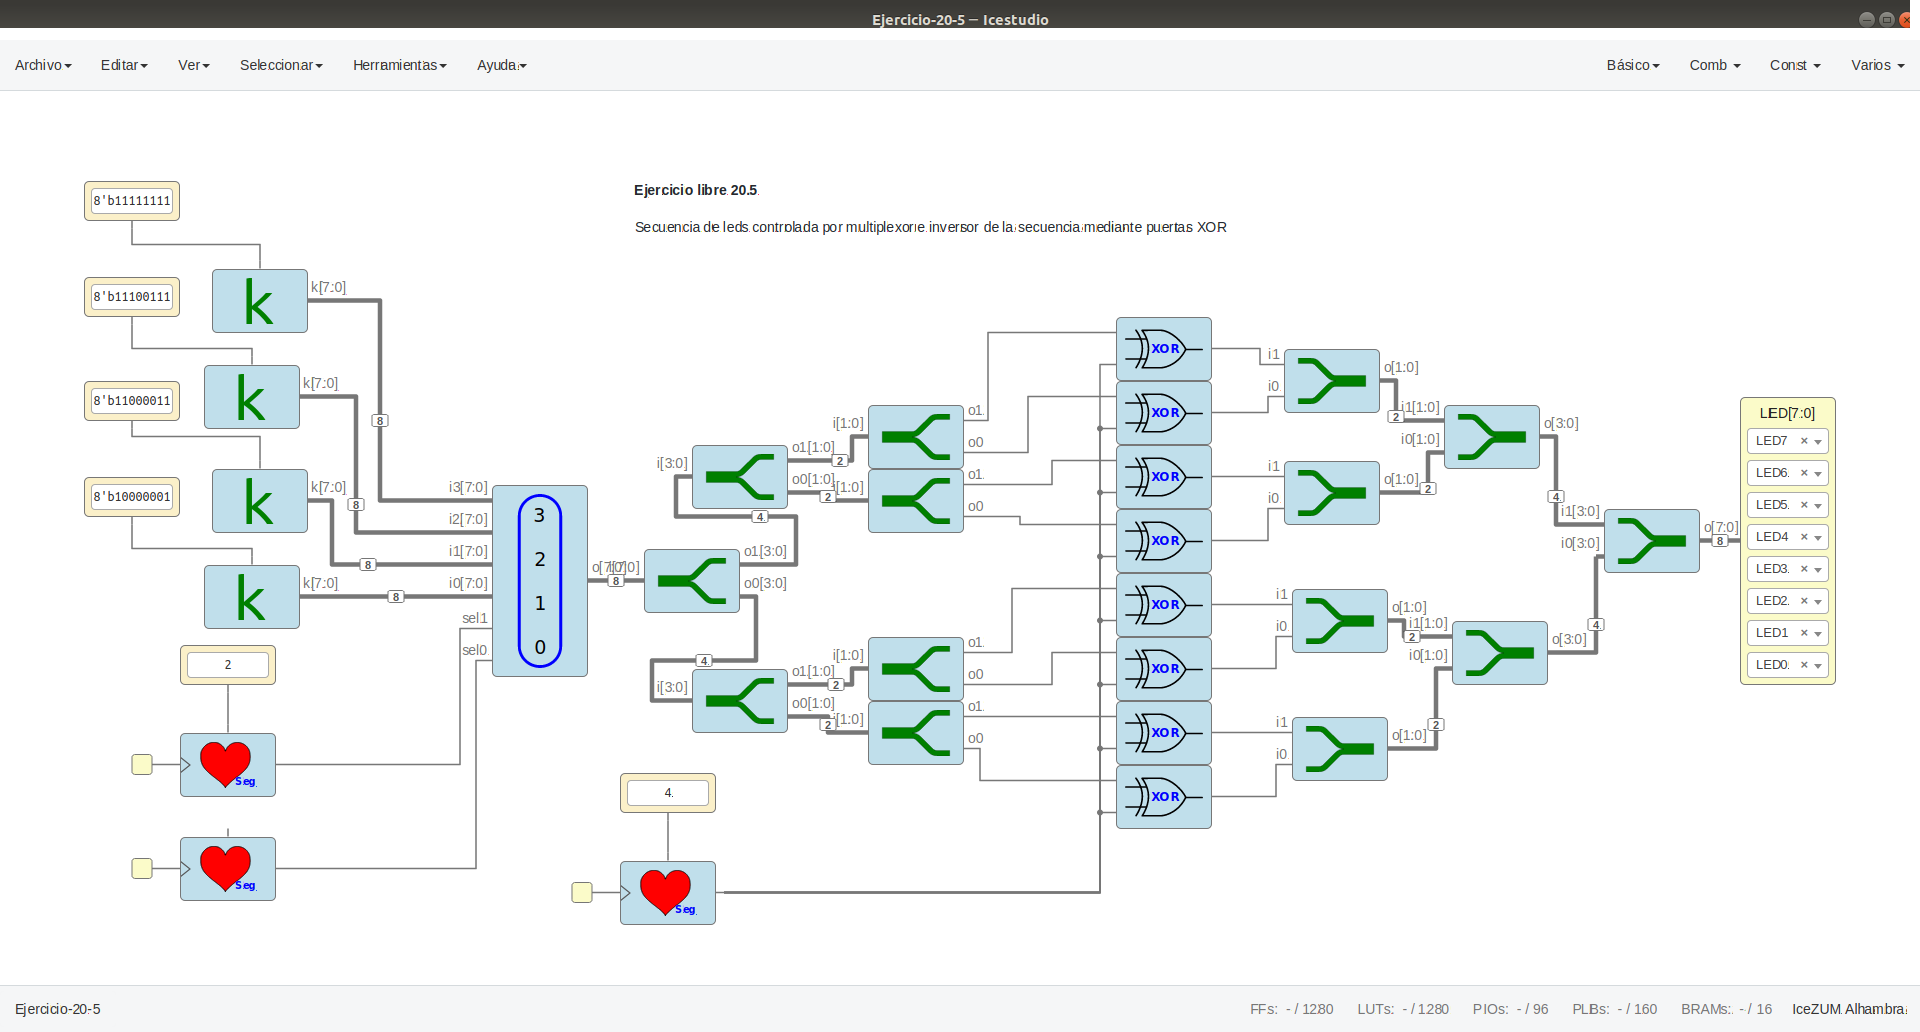 Ejercicio-20-5 — Icestudio
Archivo Editar Ver Seleccionar Herramientas Ayuda Básico Comb Const Varios
Ejercicio libre 20.5
Secuencia de leds controlada por multiplexor e inversor de la secuencia mediante puertas XOR
8'b11111111
k
k[7:0]
8'b11100111
k
k[7:0]
8'b11000011
k
k[7:0]
8'b10000001
k
k[7:0]
8
8
8
8
i3[7:0]
i2[7:0]
i1[7:0]
i0[7:0]
sel1
sel0
3
2
1
0
o[7:0]
i[7:0]
8
2
Seg
Seg
4
Seg
o1[3:0]
o0[3:0]
4
4
i[3:0]
o1[1:0]
o0[1:0]
2
2
i[1:0]
i[1:0]
o1
o0
o1
o0
i[3:0]
o1[1:0]
o0[1:0]
2
2
i[1:0]
i[1:0]
o1
o0
o1
o0
XOR
XOR
XOR
XOR
XOR
XOR
XOR
XOR
i1
i0
o[1:0]
i1
i0
o[1:0]
i1
i0
o[1:0]
i1
i0
o[1:0]
2
2
i1[1:0]
i0[1:0]
o[3:0]
2
2
i1[1:0]
i0[1:0]
o[3:0]
4
4
i1[3:0]
i0[3:0]
o[7:0]
8
LED[7:0]
LED7
LED6
LED5
LED4
LED3
LED2
LED1
LED0
Ejercicio-20-5 FFs: - / 1280 LUTs: - / 1280 PIOs: - / 96 PLBs: - / 160 BRAMs: - / 16 IceZUM Alhambra